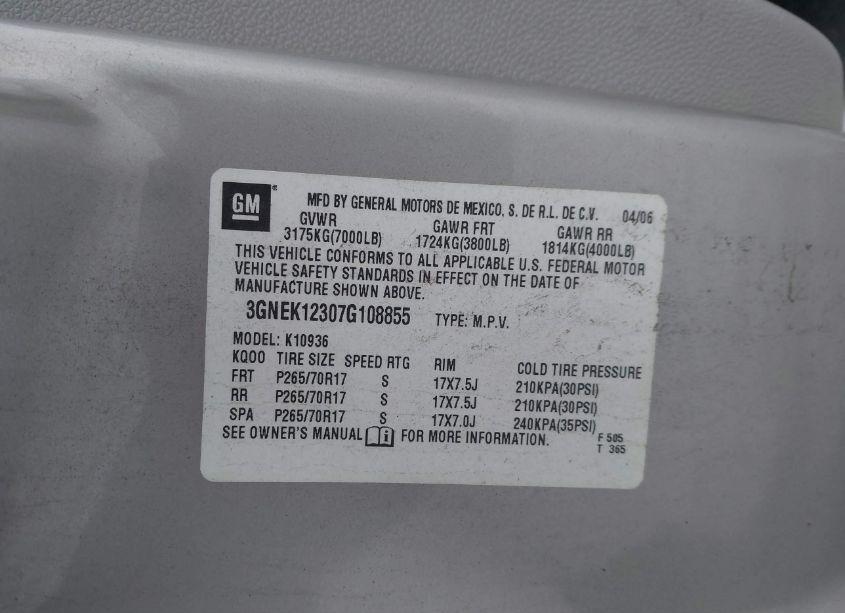 GM MFD BY GENERAL MOTORS DE MEXICO, S. DE R.L. DE C.V. 04/06
GVWR GAWR FRT GAWR RR
3175KG(7000LB) 1724KG(3800LB) 1814KG(4000LB)
THIS VEHICLE CONFORMS TO ALL APPLICABLE U.S. FEDERAL MOTOR
VEHICLE SAFETY STANDARDS IN EFFECT ON THE DATE OF
MANUFACTURE SHOWN ABOVE.
3GNEK12307G108855 TYPE: M.P.V.
MODEL: K10936
KQOO TIRE SIZE SPEED RTG RIM COLD TIRE PRESSURE
FRT P265/70R17 S 17X7.5J 210KPA(30PSI)
RR P265/70R17 S 17X7.5J 210KPA(30PSI)
SPA P265/70R17 S 17X7.0J 240KPA(35PSI)
SEE OWNER'S MANUAL FOR MORE INFORMATION. F 505
T 365